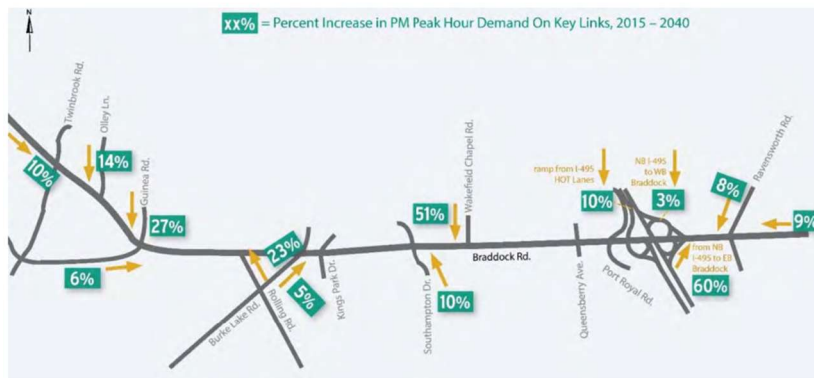 N
xx% = Percent Increase in PM Peak Hour Demand On Key Links, 2015 – 2040
Twinbrook Rd.
Olley Ln.
Guinea Rd.
10%
14%
27%
6%
23%
5%
Burke Lake Rd.
Rolling Rd.
Kings Park Dr.
51%
Wakefield Chapel Rd.
10%
Southampton Dr.
Braddock Rd.
Queensberry Ave.
ramp from I-495
HOT Lanes
10%
NB I-495
to WB
Braddock
3%
Port Royal Rd.
from NB
I-495 to EB
Braddock
60%
8%
Ravensworth Rd.
9%